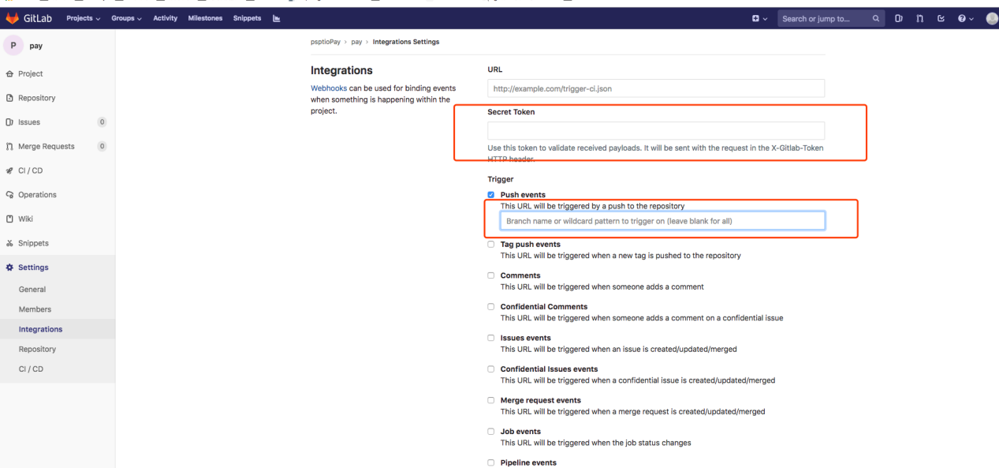 GitLab Projects Groups Activity Milestones Snippets Search or jump to...
P pay
Project
Repository
Issues 0
Merge Requests 0
CI / CD
Operations
Wiki
Snippets
Settings
General
Members
Integrations
Repository
CI / CD
psptioPay > pay > Integrations Settings
Integrations
Webhooks can be used for binding events
when something is happening within the
project.
URL
http://example.com/trigger-ci.json
Secret Token
Use this token to validate received payloads. It will be sent with the request in the X-Gitlab-Token
HTTP header.
Trigger
Push events
This URL will be triggered by a push to the repository
Branch name or wildcard pattern to trigger on (leave blank for all)
Tag push events
This URL will be triggered when a new tag is pushed to the repository
Comments
This URL will be triggered when someone adds a comment
Confidential Comments
This URL will be triggered when someone adds a comment on a confidential issue
Issues events
This URL will be triggered when an issue is created/updated/merged
Confidential Issues events
This URL will be triggered when a confidential issue is created/updated/merged
Merge request events
This URL will be triggered when a merge request is created/updated/merged
Job events
This URL will be triggered when the job status changes
Pipeline events